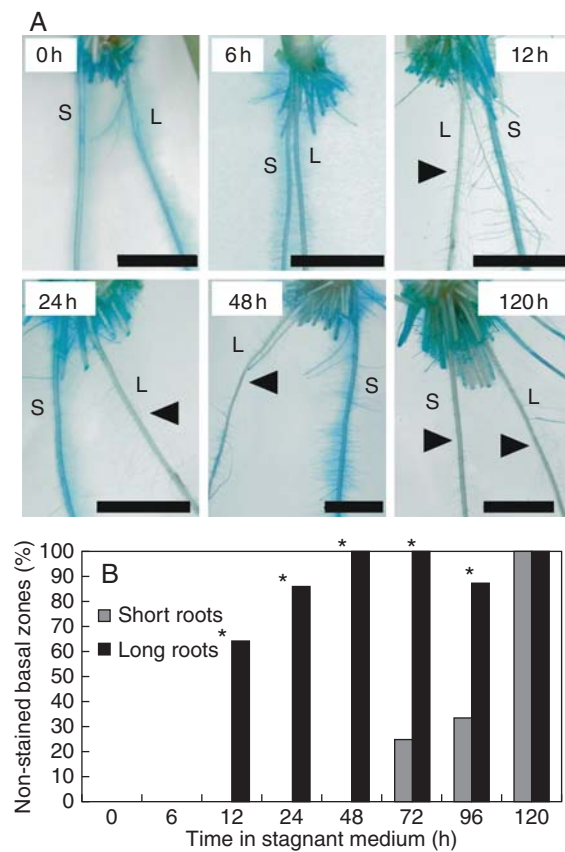 A
0 h
6 h
12 h
S
L
S
L
L
S
24 h
48 h
120 h
S
L
L
S
S
L
B
Non-stained basal zones (%)
100
90
80
70
60
50
40
30
20
10
0
Short roots
Long roots
*
*
*
*
*
0
6
12
24
48
72
96
120
Time in stagnant medium (h)